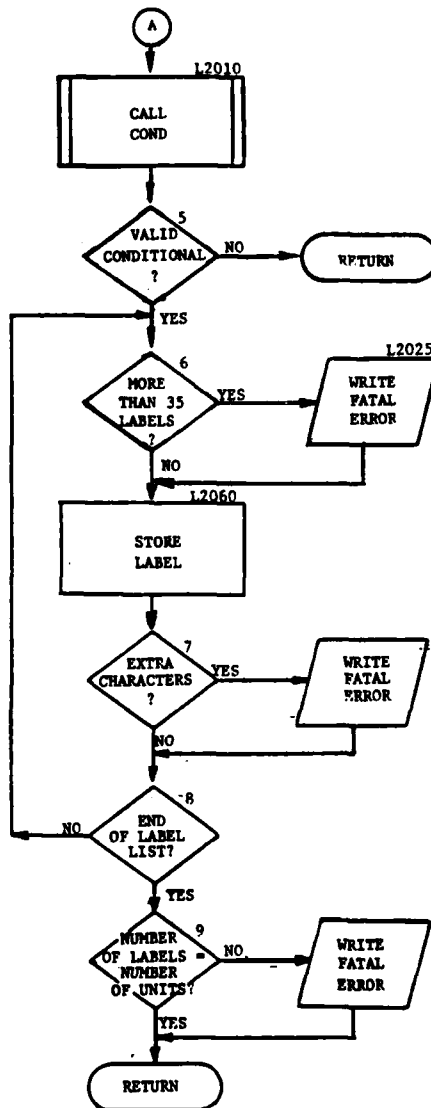 A
L2010
CALL
COND
5
VALID
CONDITIONAL
?
NO
RETURN
YES
6
MORE
THAN 35
LABELS
?
YES
L2025
WRITE
FATAL
ERROR
NO
L2060
STORE
LABEL
7
EXTRA
CHARACTERS
?
YES
WRITE
FATAL
ERROR
NO
8
END
OF LABEL
LIST?
NO
YES
9
NUMBER
OF LABELS =
NUMBER
OF UNITS?
NO
WRITE
FATAL
ERROR
YES
RETURN